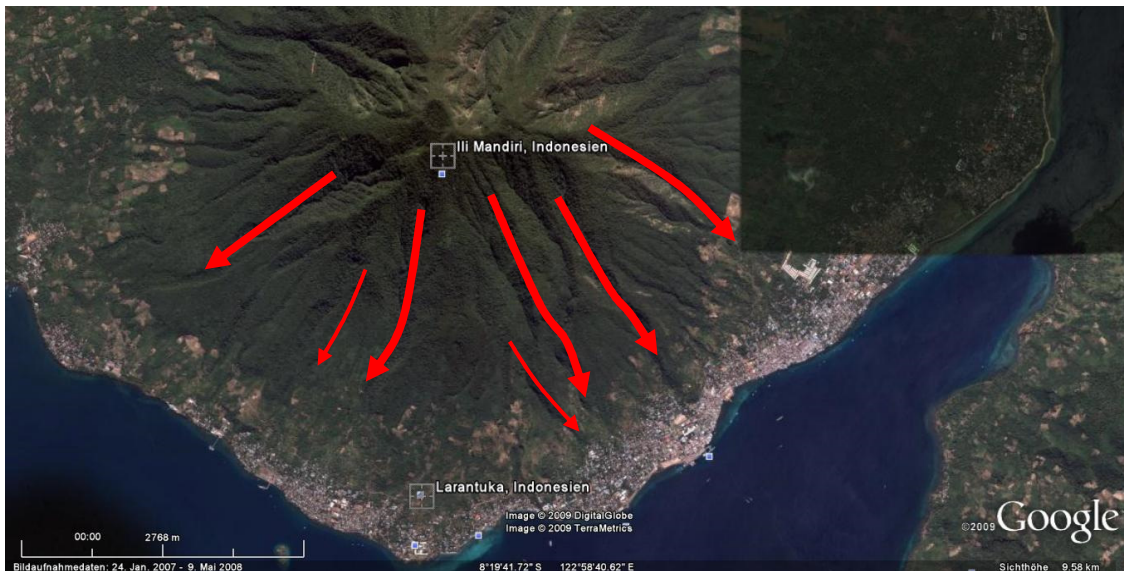 Ili Mandiri, Indonesien
Larantuka, Indonesien
Image © 2009 DigitalGlobe
Image © 2009 TerraMetrics
©2009 Google
00:00
2768 m
Bildaufnahmedaten: 24. Jan. 2007 - 9. Mai 2008
8°19'41.72" S 122°58'40.62" E
Sichthöhe 9.58 km